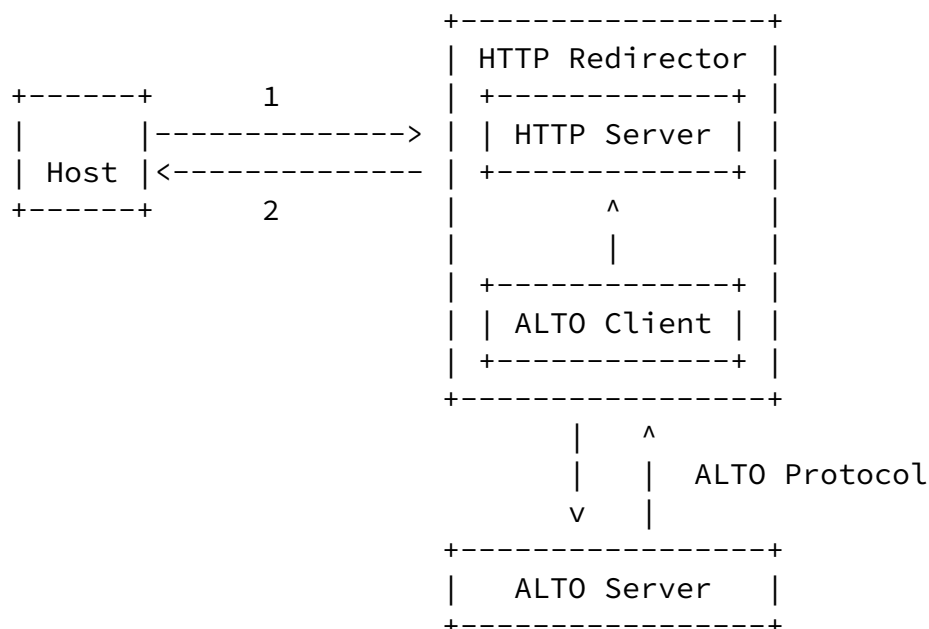 HTTP Redirector
1
HTTP Server
Host
2
ALTO Client
ALTO Protocol
ALTO Server